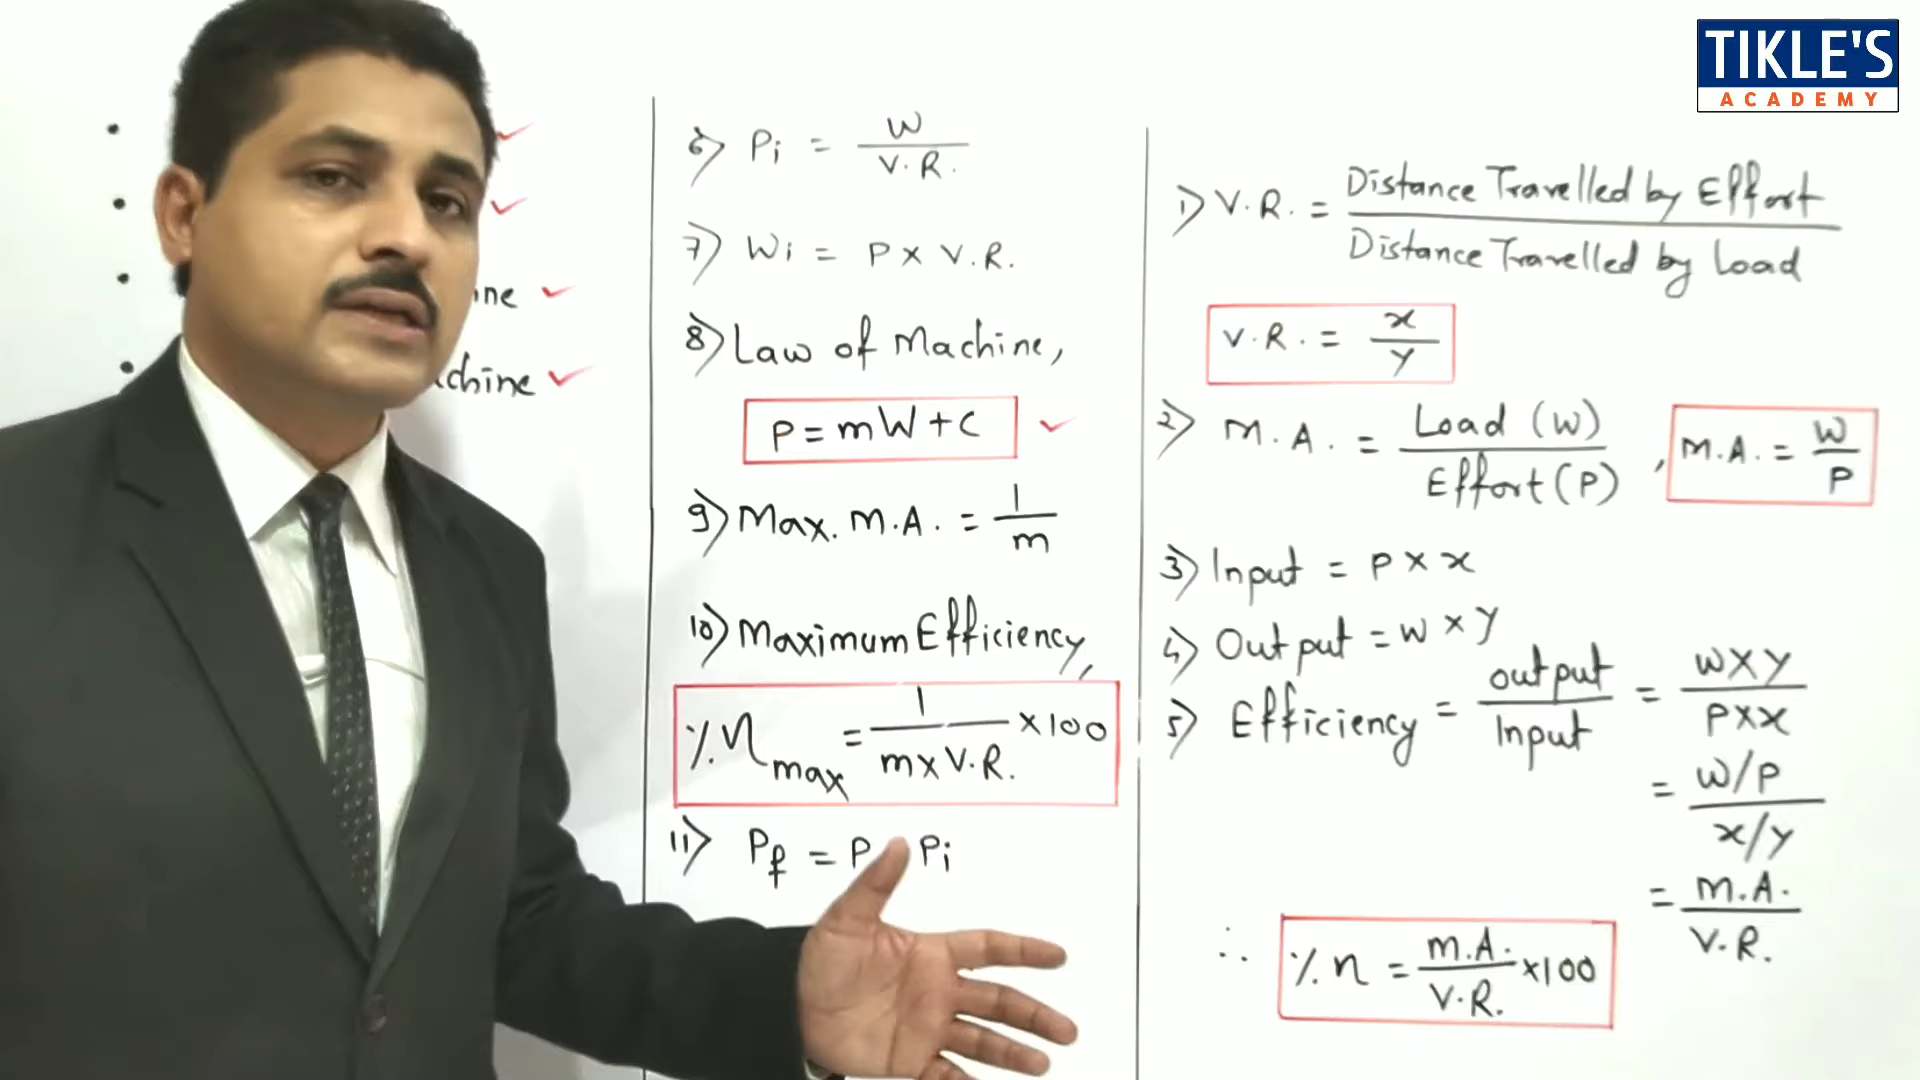 TIKLE'S
ACADEMY
ine
chine
6) Pi = W / V.R.
7) Wi = P x V.R.
8) Law of Machine,
P = mW + C
9) Max. M.A. = 1 / m
10) Maximum Efficiency,
% η max = 1 / m x V.R. x 100
11) Pf = P Pi
1) V.R. = Distance Travelled by Effort / Distance Travelled by Load
V.R. = x / y
2) M.A. = Load (W) / Effort (P) , M.A. = W / P
3) Input = P x x
4) Output = W x y
5) Efficiency = output / Input = W x y / P x x
= W/P / x/y
= M.A. / V.R.
∴ % η = M.A. / V.R. x 100